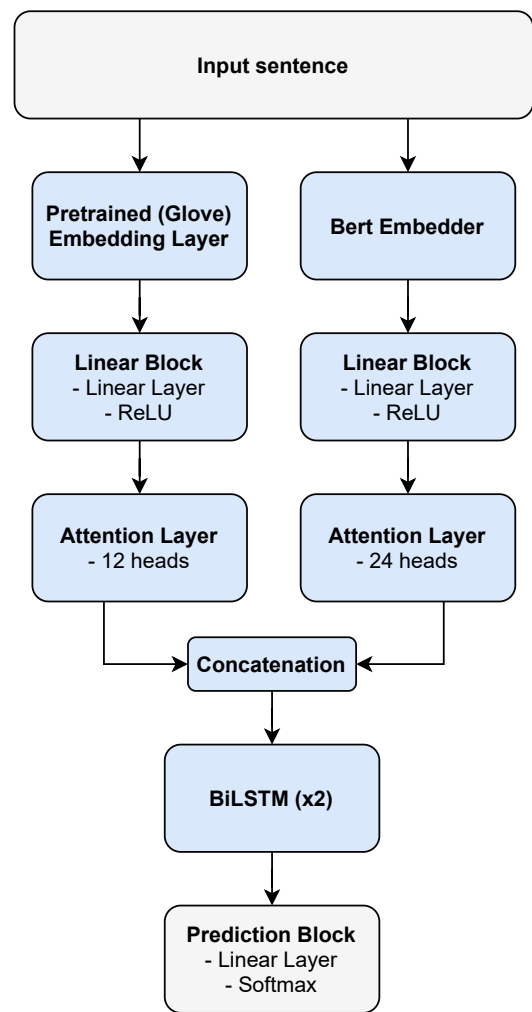 Input sentence
Pretrained (Glove)
Embedding Layer
Bert Embedder
Linear Block
- Linear Layer
- ReLU
Linear Block
- Linear Layer
- ReLU
Attention Layer
- 12 heads
Attention Layer
- 24 heads
Concatenation
BiLSTM (x2)
Prediction Block
- Linear Layer
- Softmax